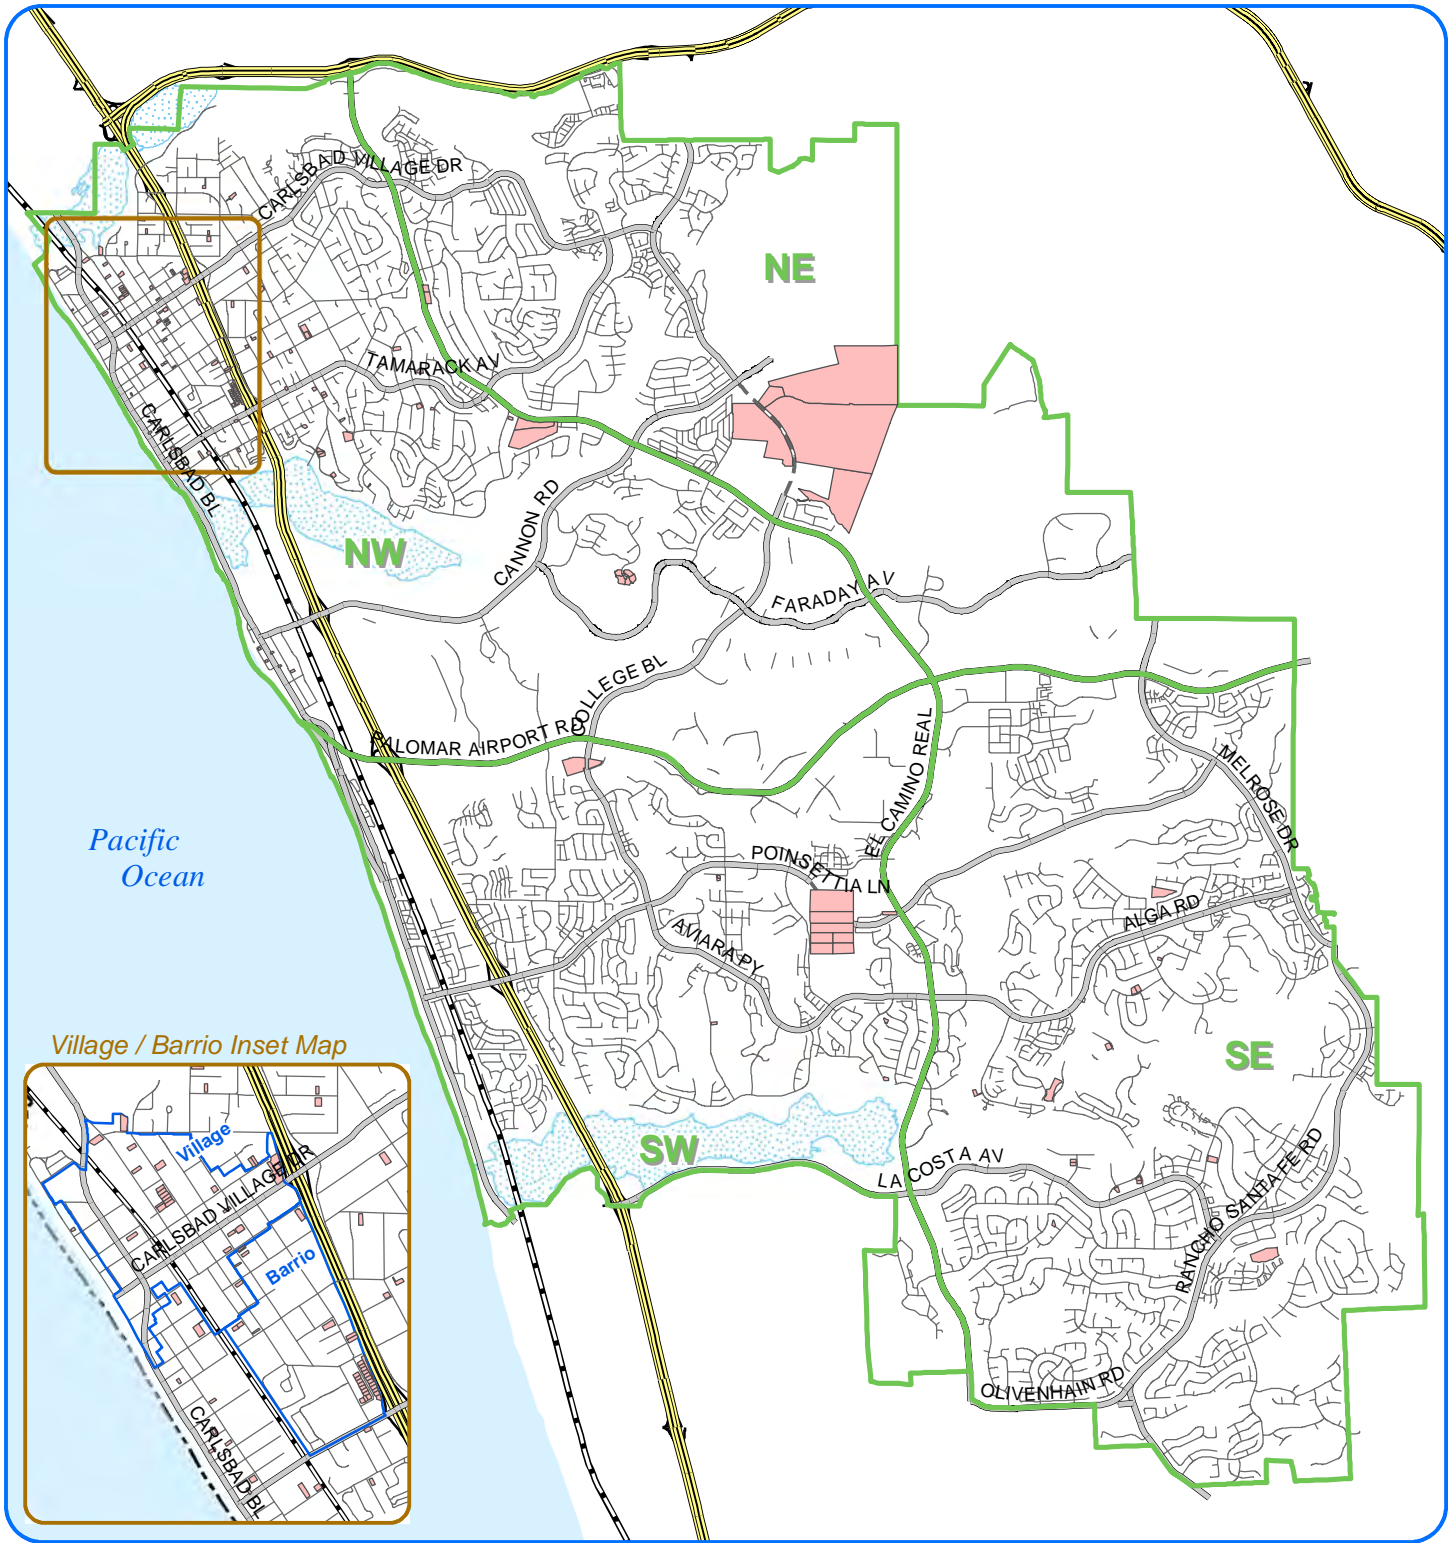 CARLSBAD VILLAGE DR
NE
TAMARACK AV
CARLSBAD BL
NW
CANNON RD
FARADAY AV
COLLEGE BL
PALOMAR AIRPORT RD
EL CAMINO REAL
MELROSE DR
Pacific
Ocean
POINSETTIA LN
ALGA RD
AVIARA PY
Village / Barrio Inset Map
SE
SW
LA COSTA AV
RANCHO SANTA FE RD
OLIVENHAIN RD
Village
CARLSBAD VILLAGE DR
Barrio
CARLSBAD BL